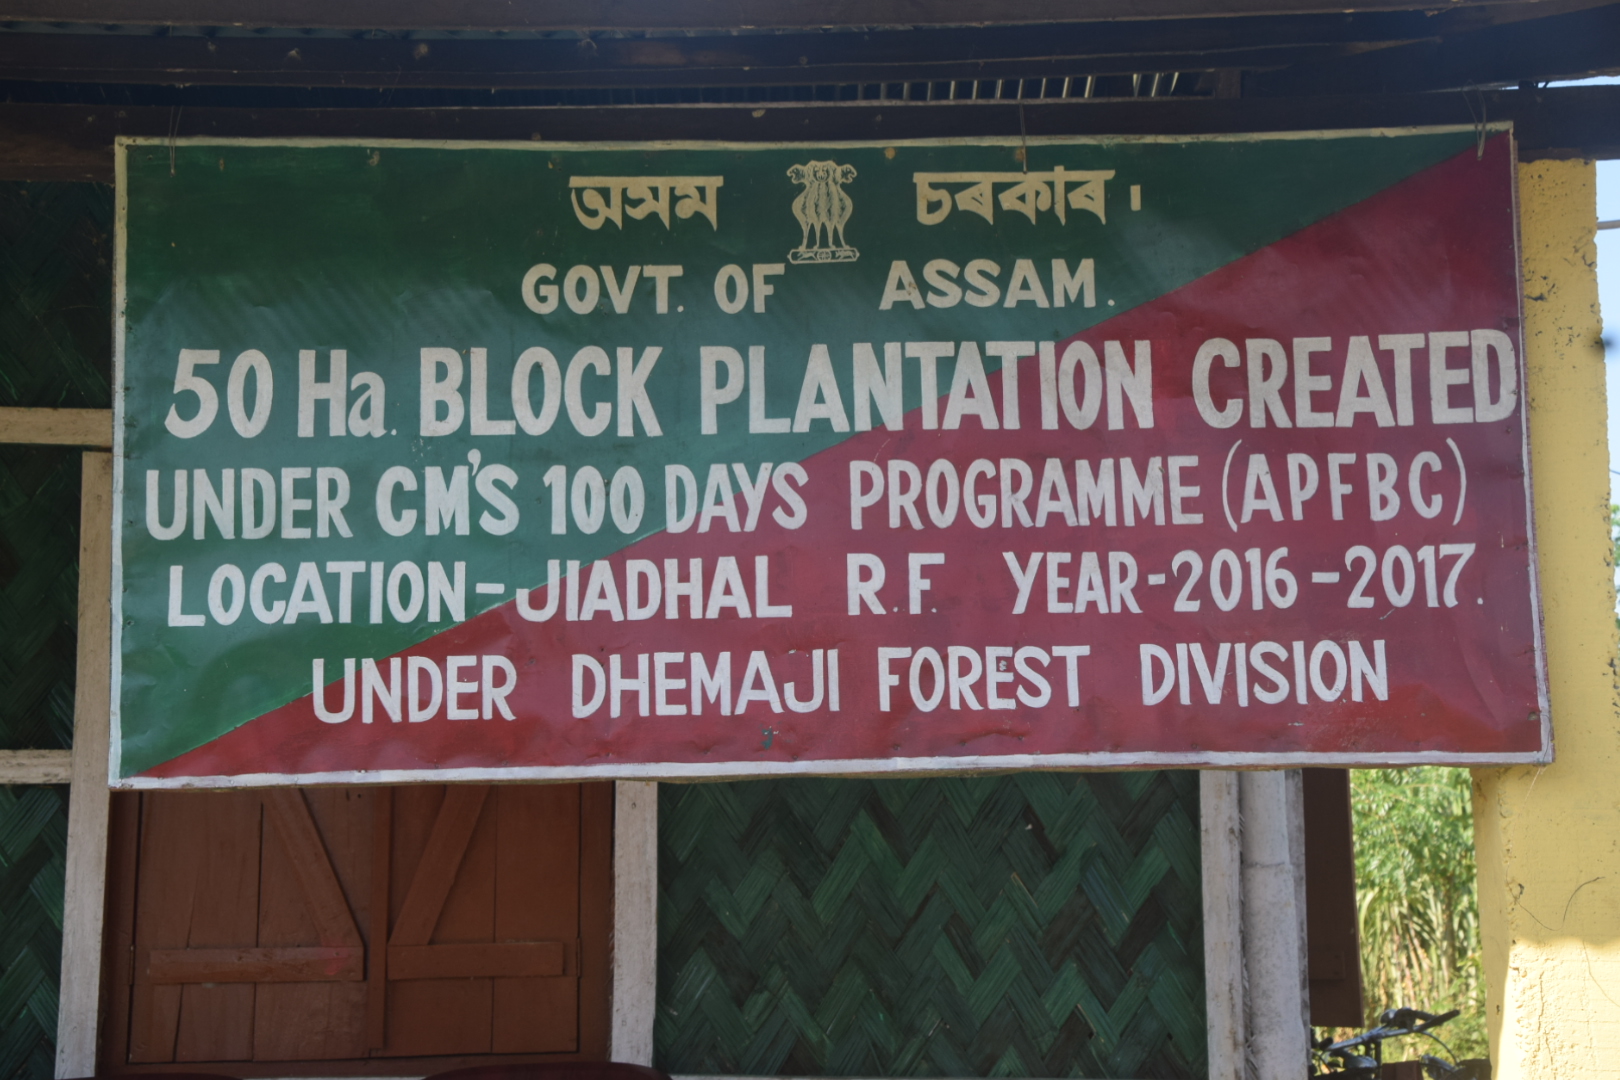 অসম চৰকাৰ।
GOVT. OF ASSAM.
50 Ha. BLOCK PLANTATION CREATED
UNDER CM'S 100 DAYS PROGRAMME (APFBC)
LOCATION-JIADHAL R.F. YEAR-2016-2017.
UNDER DHEMAJI FOREST DIVISION